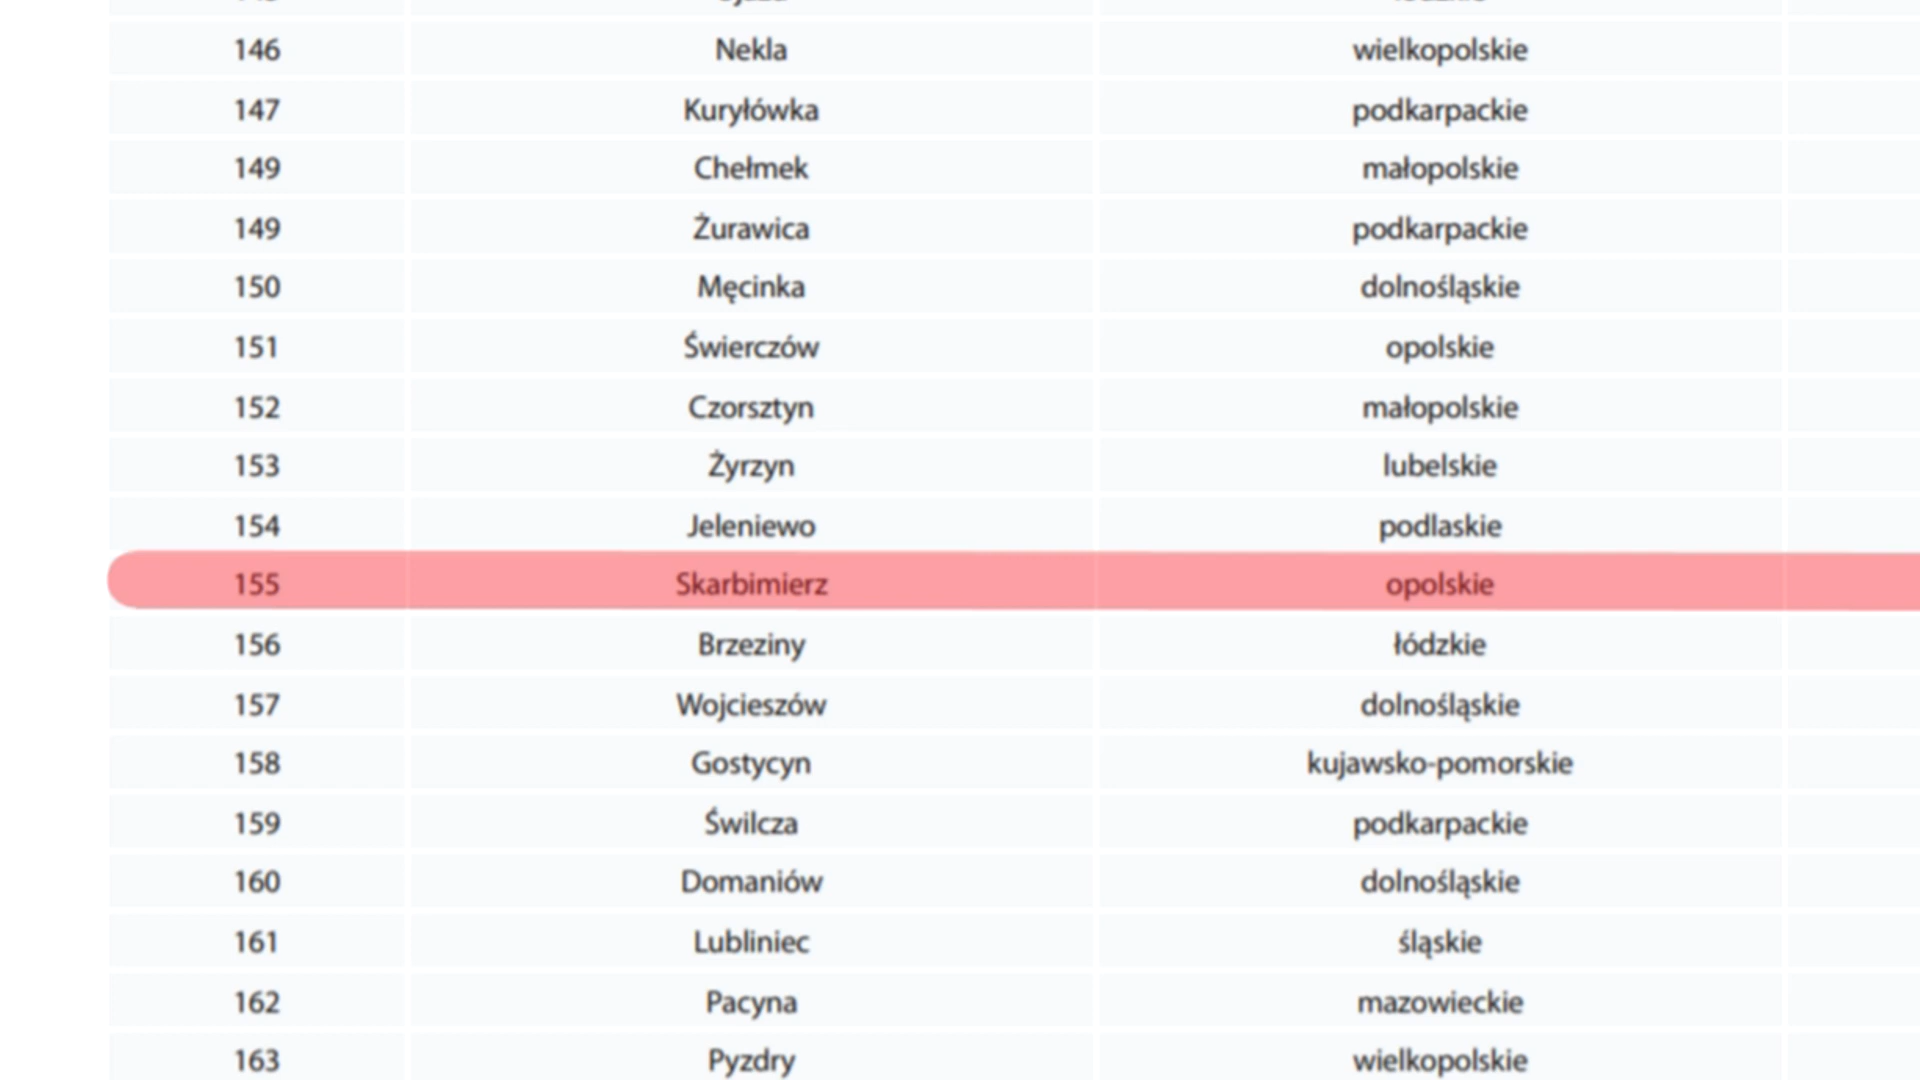 146 Nekla wielkopolskie
147 Kuryłówka podkarpackie
149 Chełmek małopolskie
149 Żurawica podkarpackie
150 Męcinka dolnośląskie
151 Świerczów opolskie
152 Czorsztyn małopolskie
153 Żyrzyn lubelskie
154 Jeleniewo podlaskie
155 Skarbimierz opolskie
156 Brzeziny łódzkie
157 Wojcieszów dolnośląskie
158 Gostycyn kujawsko-pomorskie
159 Świlcza podkarpackie
160 Domaniów dolnośląskie
161 Lubliniec śląskie
162 Pacyna mazowieckie
163 Pyzdry wielkopolskie